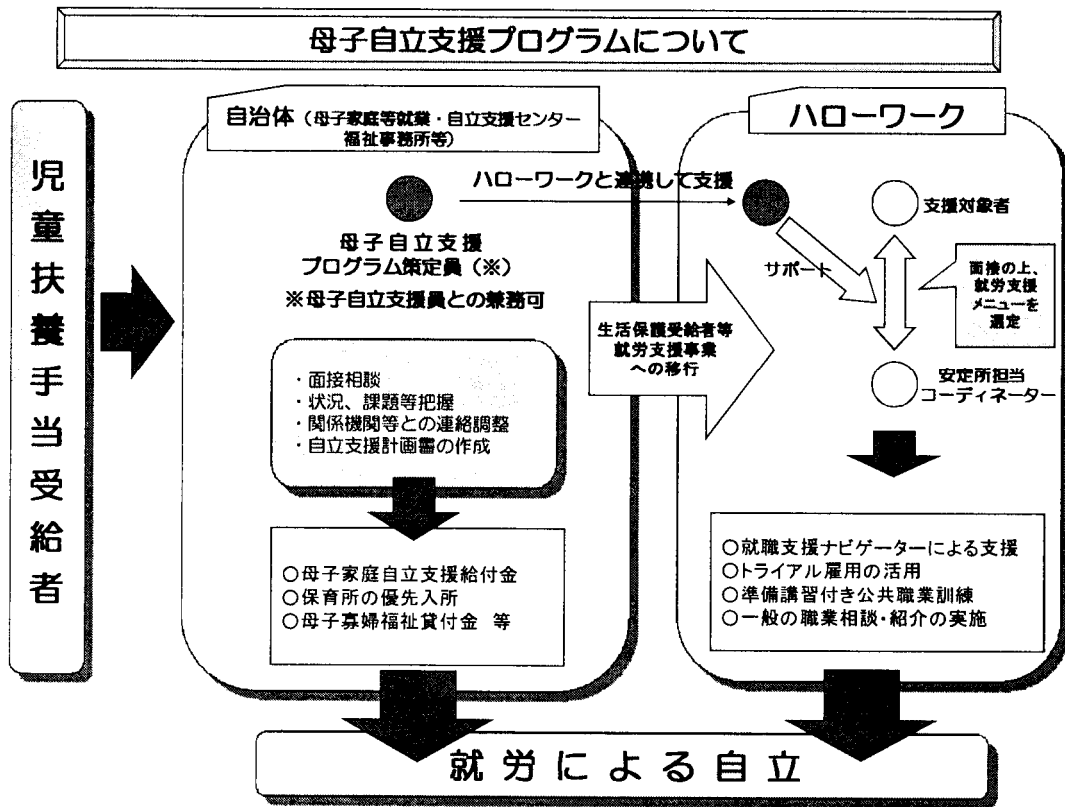 母子自立支援プログラムについて
児童扶養手当受給者
自治体（母子家庭等就業・自立支援センター
福祉事務所等）
母子自立支援
プログラム策定員（※）
※母子自立支援員との兼務可
・面接相談
・状況、課題等把握
・関係機関等との連絡調整
・自立支援計画書の作成
○母子家庭自立支援給付金
○保育所の優先入所
○母子寡婦福祉貸付金 等
ハローワークと連携して支援
生活保護受給者等
就労支援事業
への移行
ハローワーク
支援対象者
サポート
面接の上、
就労支援
メニューを
選定
安定所担当
コーディネーター
○就職支援ナビゲーターによる支援
○トライアル雇用の活用
○準備講習付き公共職業訓練
○一般の職業相談・紹介の実施
就労による自立